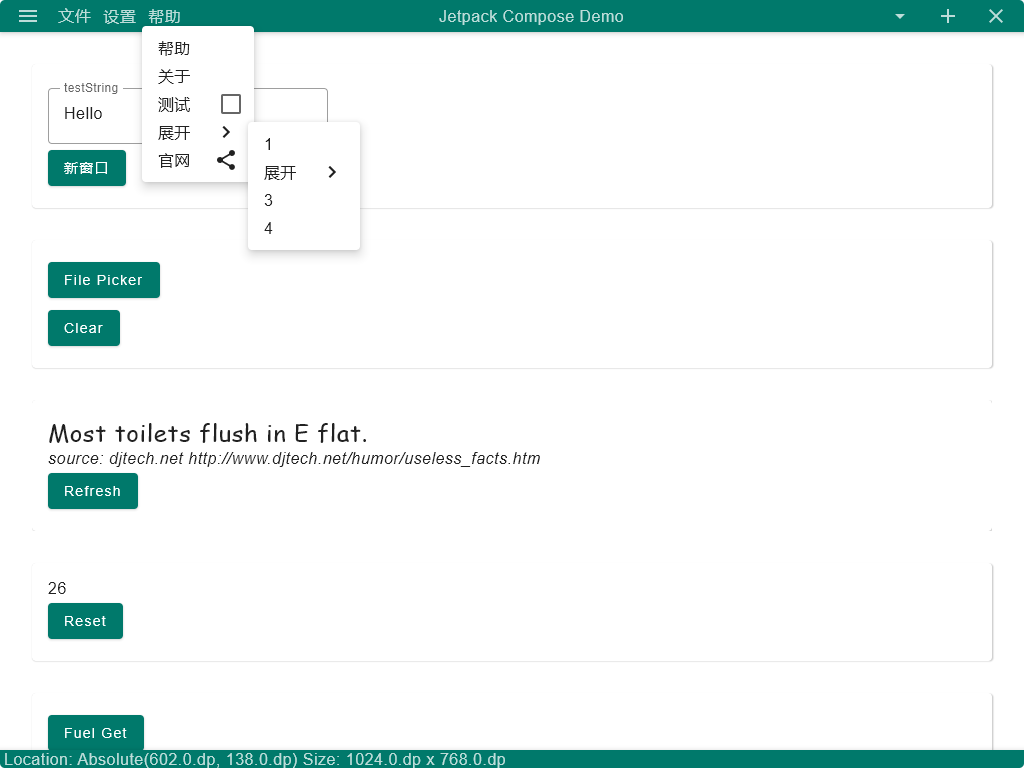 文件 设置 帮助 Jetpack Compose Demo
帮助
关于
测试
展开
官网
1
展开
3
4
testString
Hello
新窗口
File Picker
Clear
Most toilets flush in E flat.
source: djtech.net http://www.djtech.net/humor/useless_facts.htm
Refresh
26
Reset
Fuel Get
Location: Absolute(602.0.dp, 138.0.dp) Size: 1024.0.dp x 768.0.dp